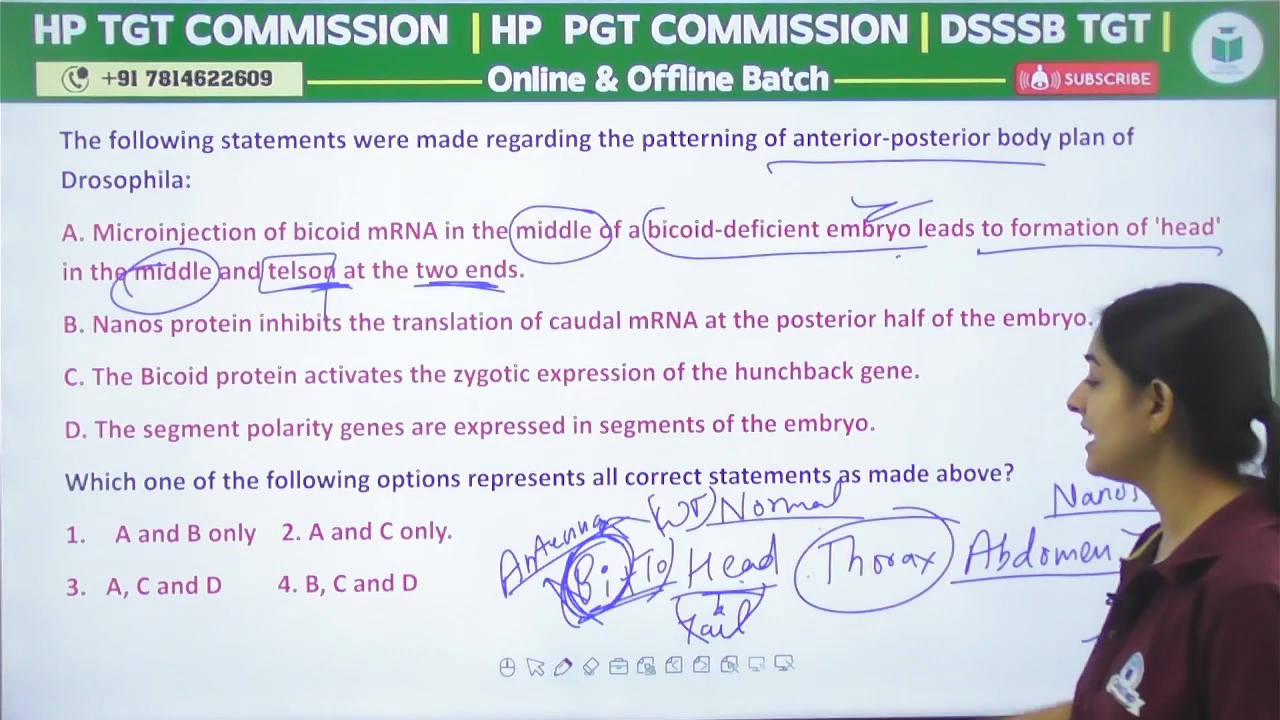 HP TGT COMMISSION | HP PGT COMMISSION | DSSSB TGT |
+91 7814622609
Online & Offline Batch
SUBSCRIBE
The following statements were made regarding the patterning of anterior-posterior body plan of
Drosophila:
A. Microinjection of bicoid mRNA in the middle of a bicoid-deficient embryo leads to formation of 'head'
in the middle and telson at the two ends.
B. Nanos protein inhibits the translation of caudal mRNA at the posterior half of the embryo.
C. The Bicoid protein activates the zygotic expression of the hunchback gene.
D. The segment polarity genes are expressed in segments of the embryo.
Which one of the following options represents all correct statements as made above?
1. A and B only 2. A and C only.
3. A, C and D 4. B, C and D
(WT) Normal
Nanos
Antenna
Bi To Head Thorax Abdomen
Tail